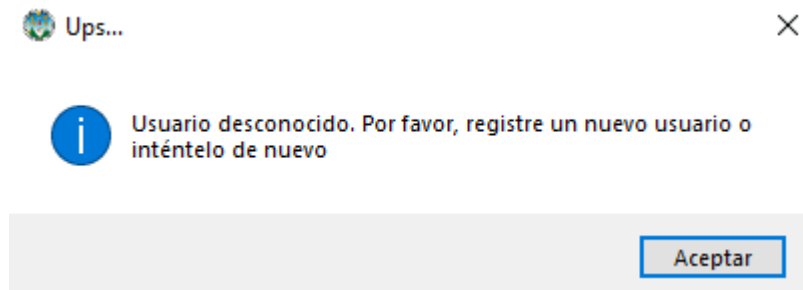 Ups...
Usuario desconocido. Por favor, registre un nuevo usuario o
inténtelo de nuevo
Aceptar